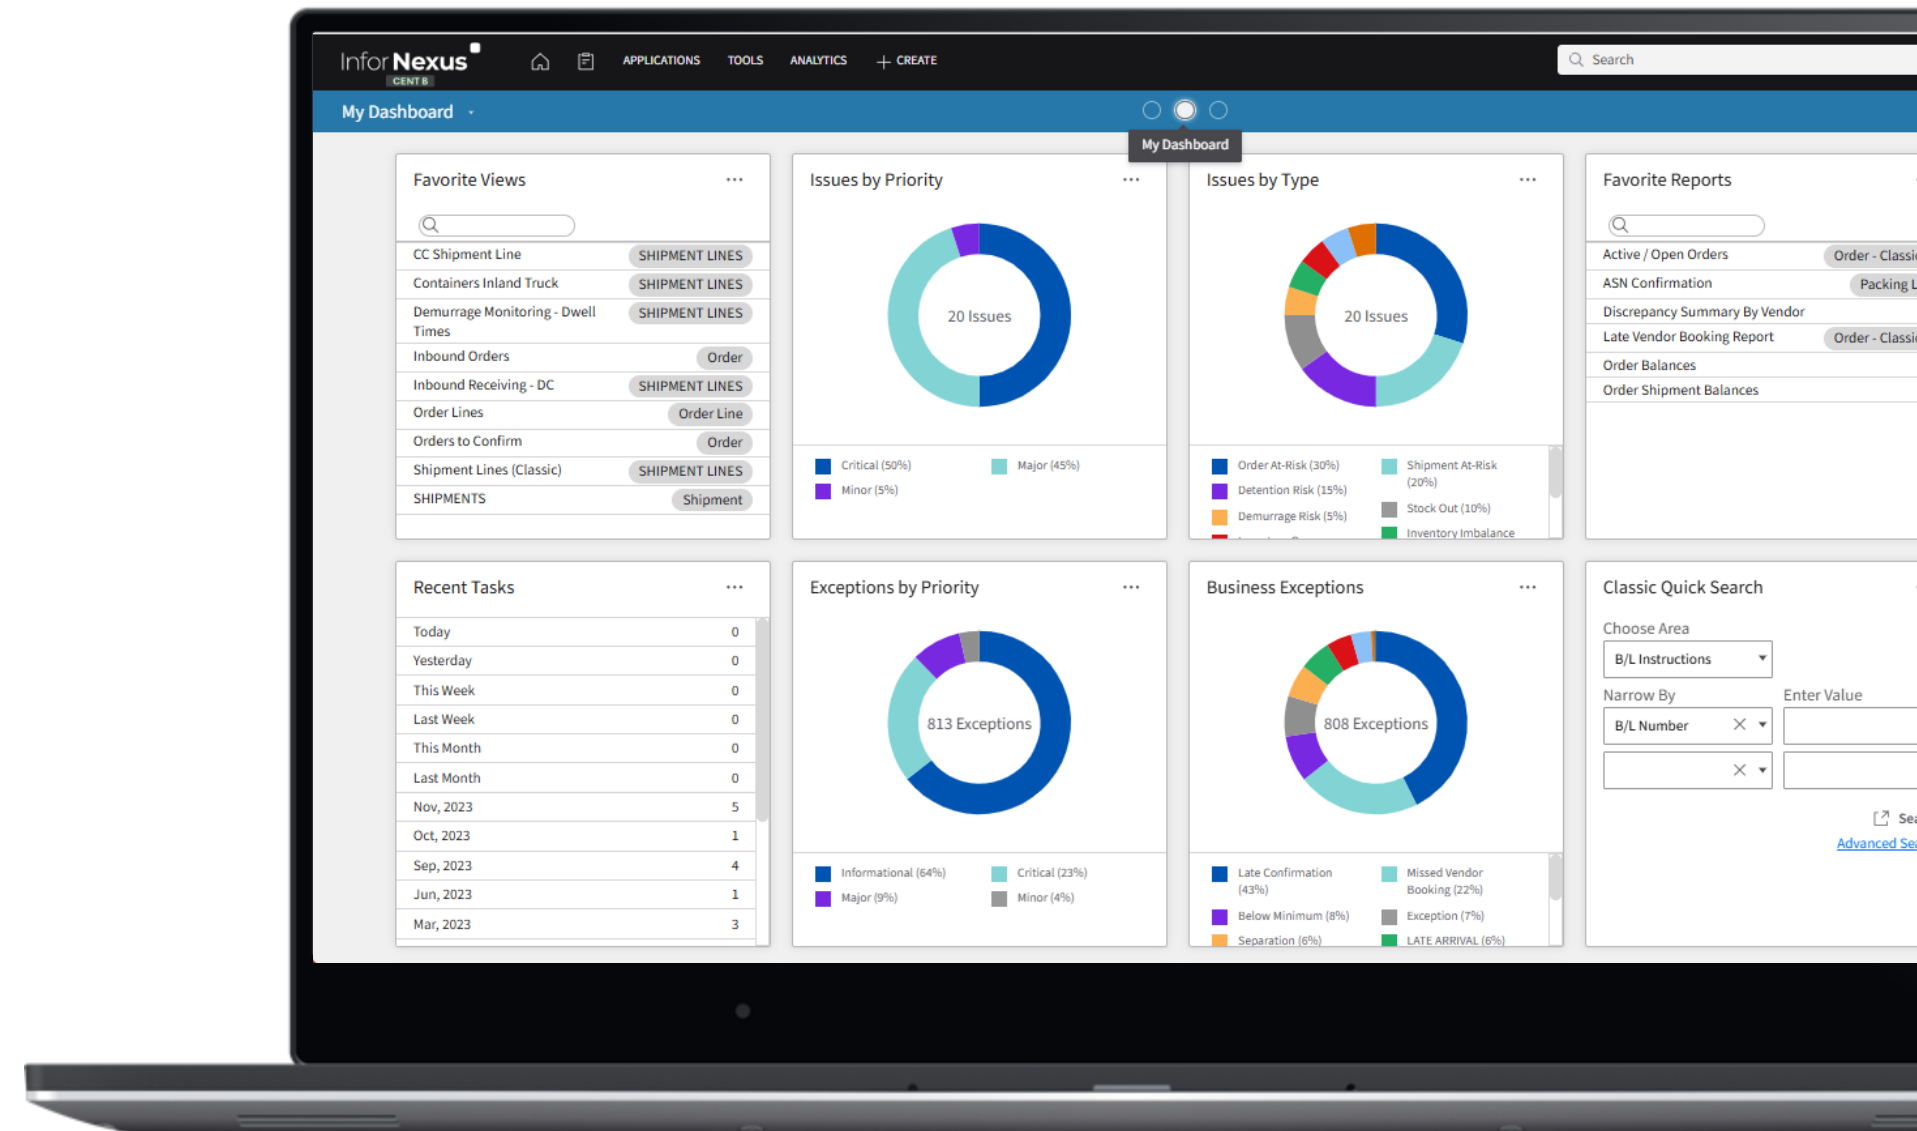 Infor Nexus
CENT B
APPLICATIONS
TOOLS
ANALYTICS
CREATE
Search
My Dashboard
My Dashboard
Favorite Views
CC Shipment Line SHIPMENT LINES
Containers Inland Truck SHIPMENT LINES
Demurrage Monitoring - Dwell SHIPMENT LINES
Times
Inbound Orders Order
Inbound Receiving - DC SHIPMENT LINES
Order Lines Order Line
Orders to Confirm Order
Shipment Lines (Classic) SHIPMENT LINES
SHIPMENTS Shipment
Issues by Priority
20 Issues
Critical (50%)
Major (45%)
Minor (5%)
Issues by Type
20 Issues
Order At-Risk (30%)
Shipment At-Risk
(20%)
Detention Risk (15%)
Stock Out (10%)
Demurrage Risk (5%)
Inventory Imbalance
Favorite Reports
Active / Open Orders Order - Classic
ASN Confirmation Packing L
Discrepancy Summary By Vendor
Late Vendor Booking Report Order - Classic
Order Balances
Order Shipment Balances
Recent Tasks
Today 0
Yesterday 0
This Week 0
Last Week 0
This Month 0
Last Month 0
Nov, 2023 5
Oct, 2023 1
Sep, 2023 4
Jun, 2023 1
Mar, 2023 3
Exceptions by Priority
813 Exceptions
Informational (64%)
Critical (23%)
Major (9%)
Minor (4%)
Business Exceptions
808 Exceptions
Late Confirmation
(43%)
Missed Vendor
Booking (22%)
Below Minimum (8%)
Exception (7%)
Separation (6%)
LATE ARRIVAL (6%)
Classic Quick Search
Choose Area
B/L Instructions
Narrow By
Enter Value
B/L Number
Sea
Advanced Sea